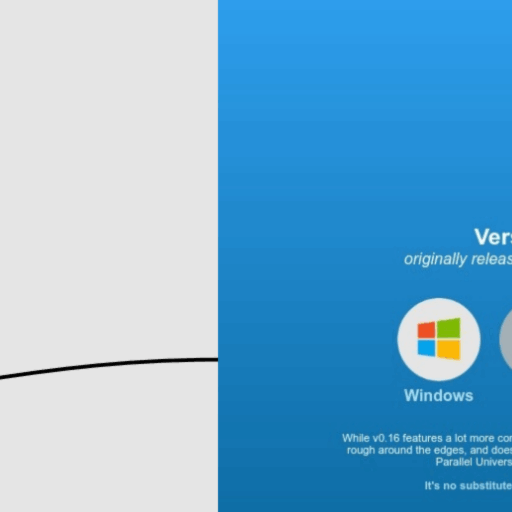 Vers
originally releas
Windows
While v0.16 features a lot more con
rough around the edges, and does
Parallel Univers
It's no substitute